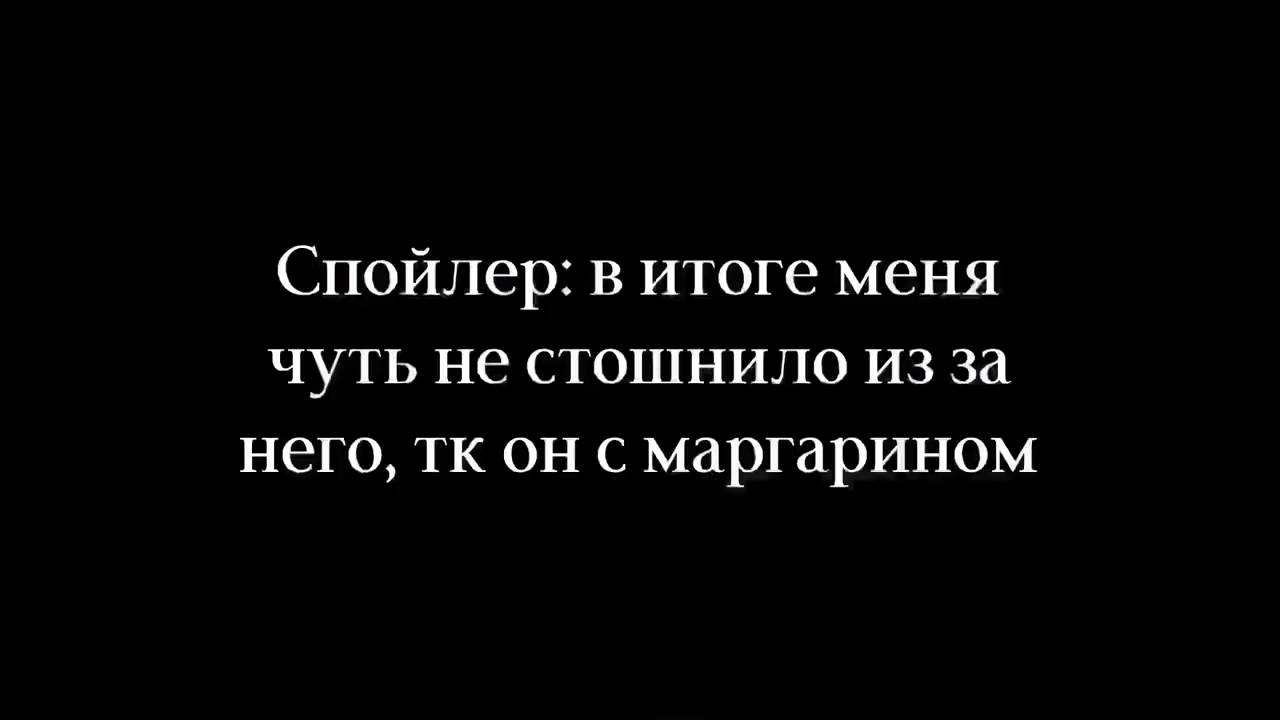 Спойлер: в итоге меня
чуть не стошнило из за
него, тк он с маргарином